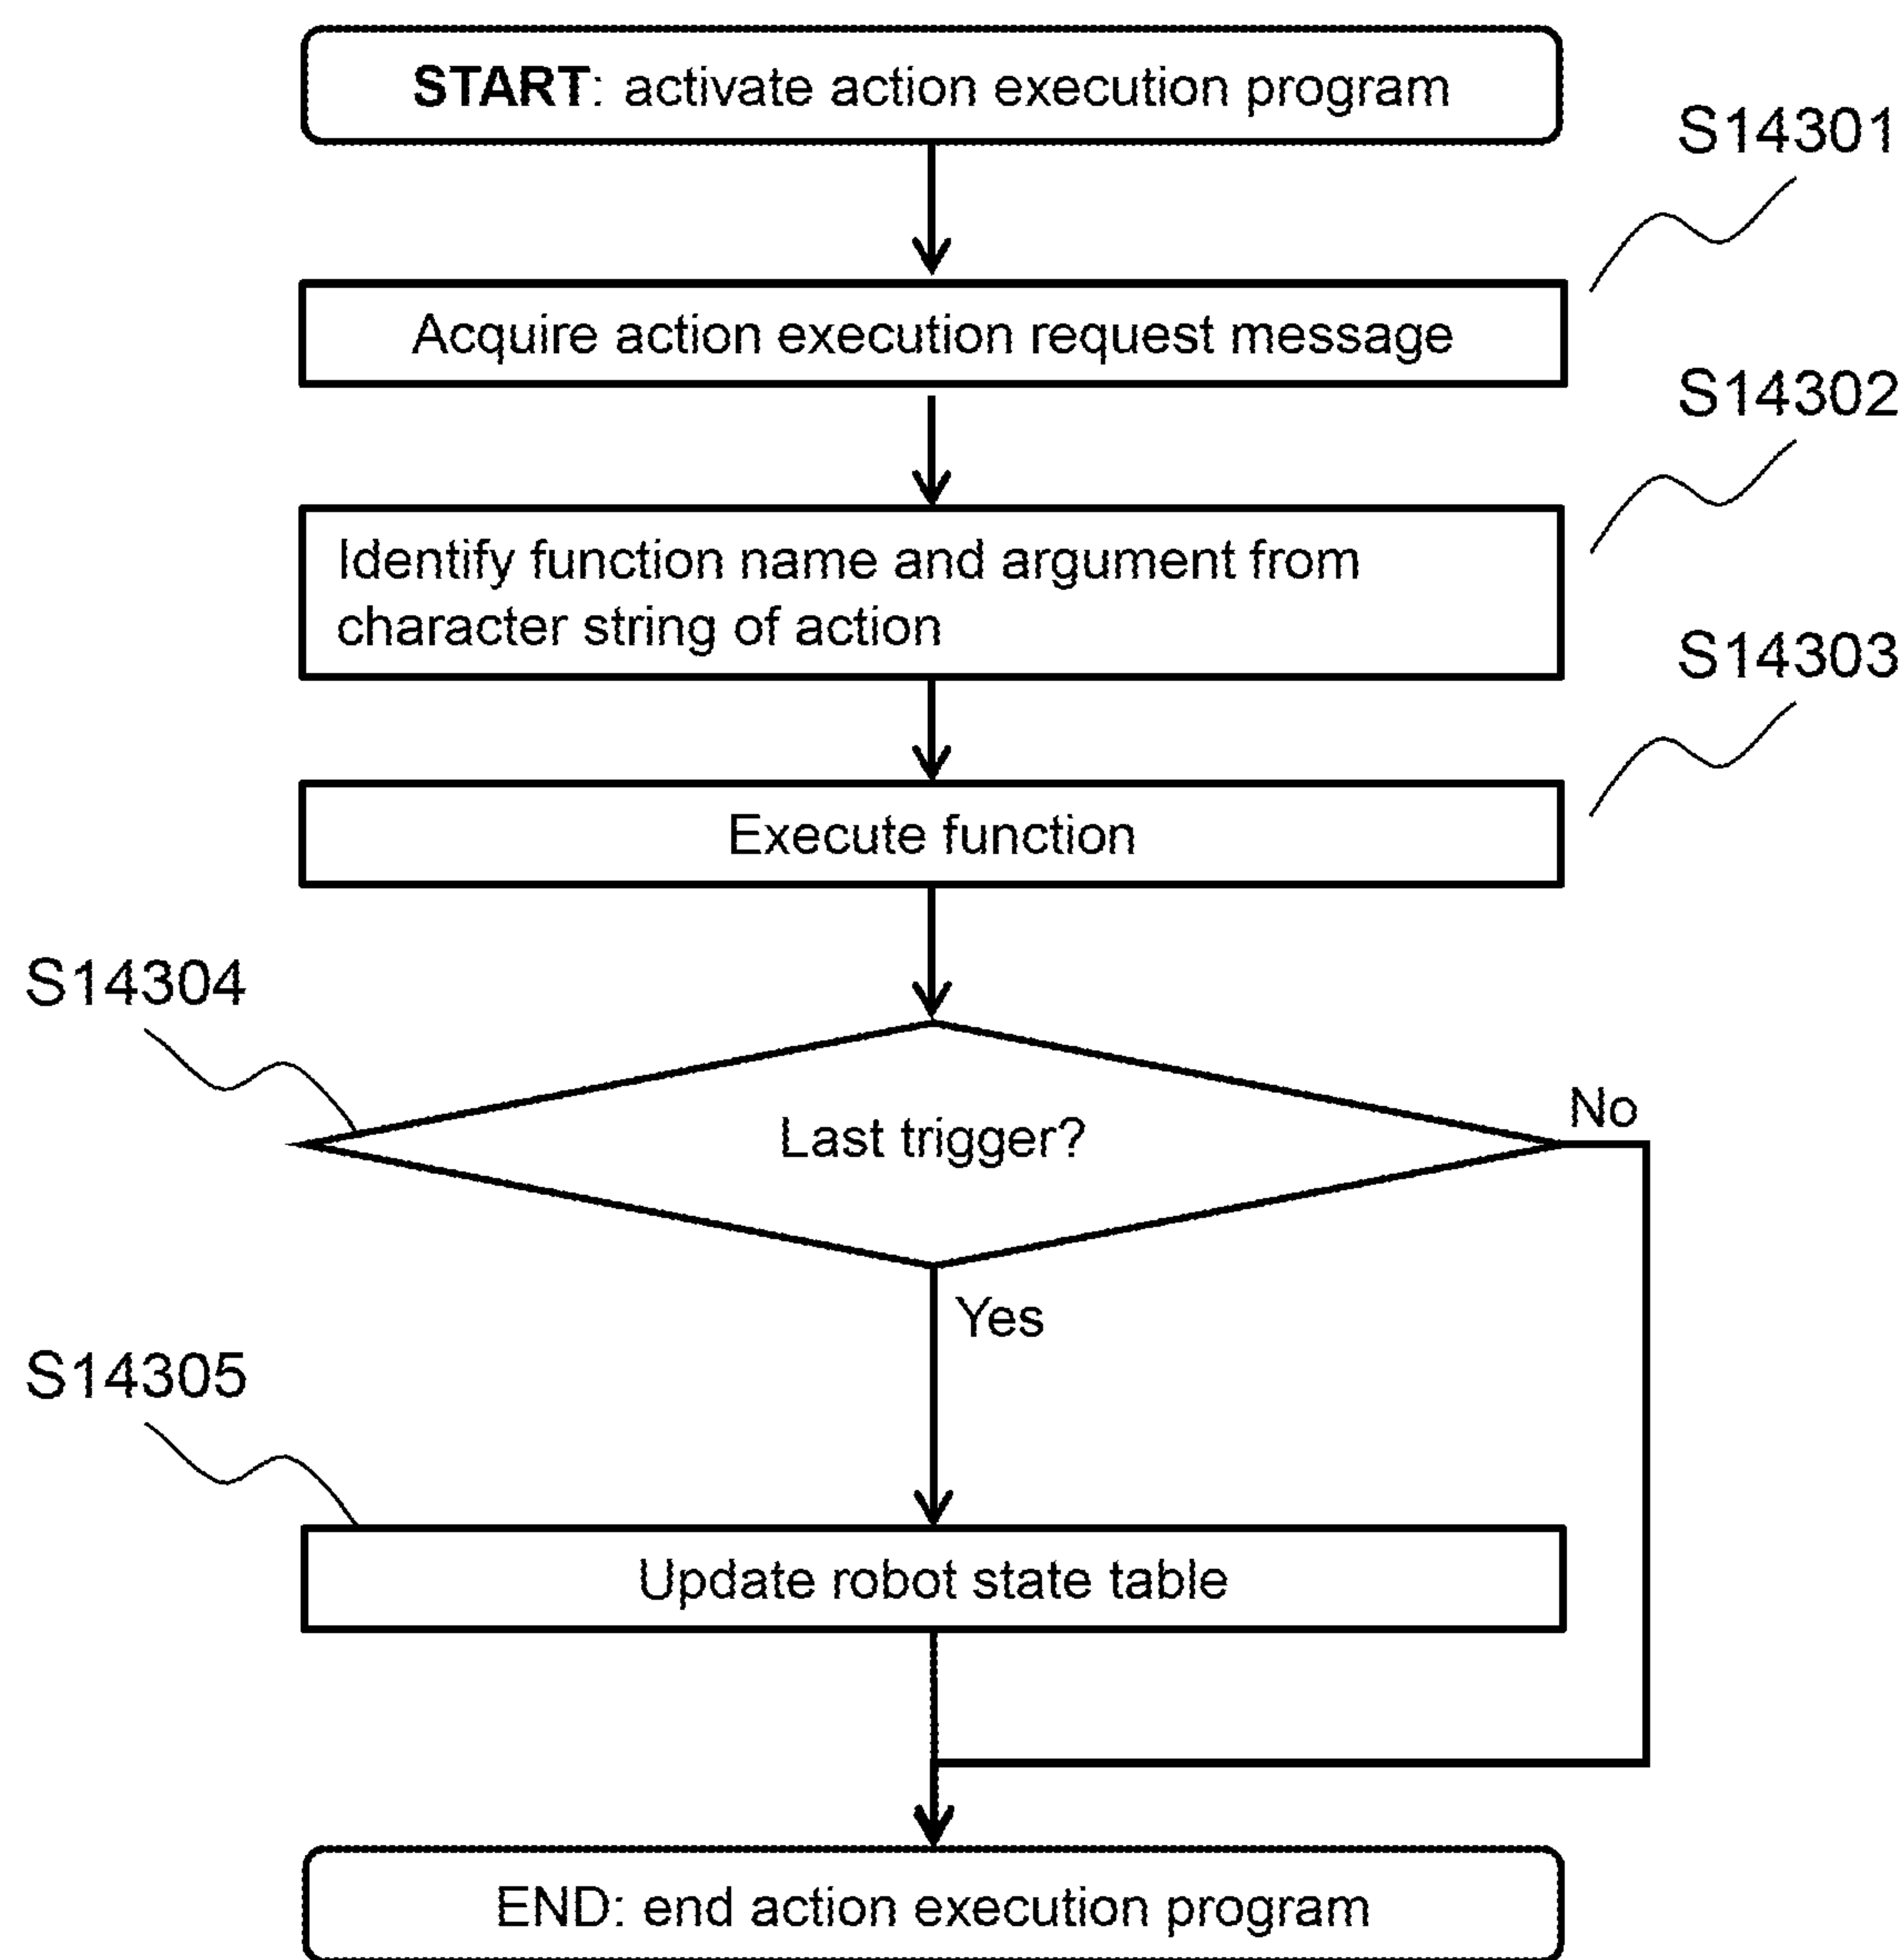 START: activate action execution program
S14301
Acquire action execution request message
S14302
Identify function name and argument from
character string of action
S14303
Execute function
S14304
Last trigger?
No
Yes
S14305
Update robot state table
END: end action execution program